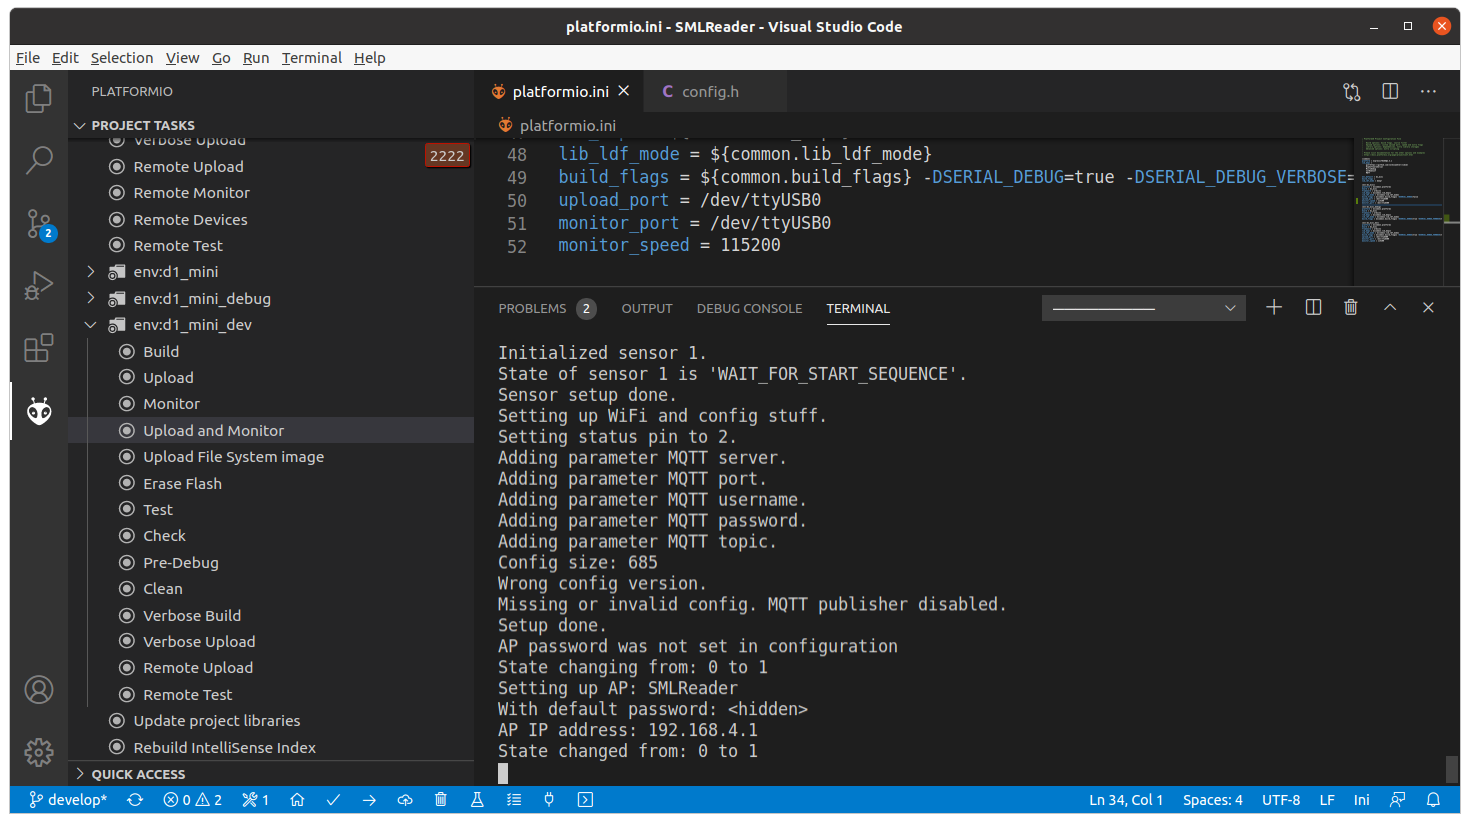 platformio.ini - SMLReader - Visual Studio Code
File Edit Selection View Go Run Terminal Help
PLATFORMIO
platformio.ini
config.h
PROJECT TASKS
platformio.ini
Verbose Upload
2222
Remote Upload
Remote Monitor
Remote Devices
Remote Test
env:d1_mini
env:d1_mini_debug
env:d1_mini_dev
Build
Upload
Monitor
Upload and Monitor
Upload File System image
Erase Flash
Test
Check
Pre-Debug
Clean
Verbose Build
Verbose Upload
Remote Upload
Remote Test
Update project libraries
Rebuild IntelliSense Index
QUICK ACCESS
2
48 lib_ldf_mode = ${common.lib_ldf_mode}
49 build_flags = ${common.build_flags} -DSERIAL_DEBUG=true -DSERIAL_DEBUG_VERBOSE=
50 upload_port = /dev/ttyUSB0
51 monitor_port = /dev/ttyUSB0
52 monitor_speed = 115200
PROBLEMS 2 OUTPUT DEBUG CONSOLE TERMINAL
Initialized sensor 1.
State of sensor 1 is 'WAIT_FOR_START_SEQUENCE'.
Sensor setup done.
Setting up WiFi and config stuff.
Setting status pin to 2.
Adding parameter MQTT server.
Adding parameter MQTT port.
Adding parameter MQTT username.
Adding parameter MQTT password.
Adding parameter MQTT topic.
Config size: 685
Wrong config version.
Missing or invalid config. MQTT publisher disabled.
Setup done.
AP password was not set in configuration
State changing from: 0 to 1
Setting up AP: SMLReader
With default password: <hidden>
AP IP address: 192.168.4.1
State changed from: 0 to 1
develop* 0 2 1 Ln 34, Col 1 Spaces: 4 UTF-8 LF Ini